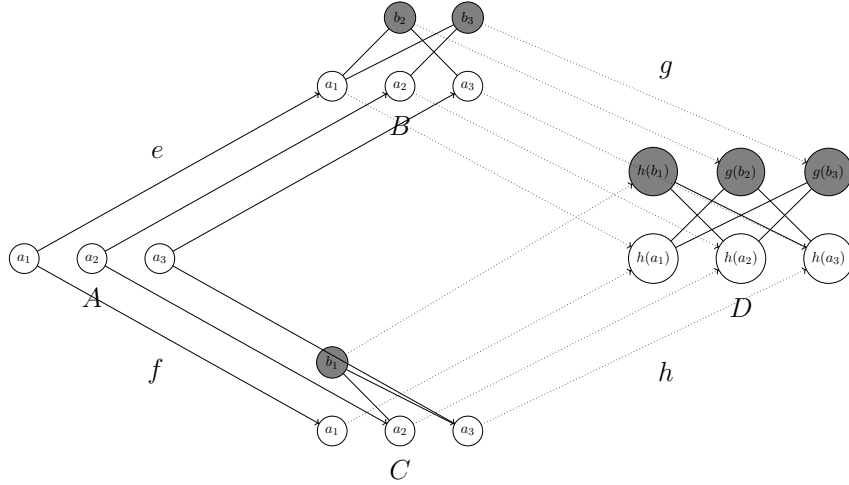 b₂ b₃
g
a₁ a₂ a₃
B
e
h(b₁) g(b₂) g(b₃)
a₁ a₂ a₃
h(a₁) h(a₂) h(a₃)
A
D
b₁
f
h
a₁ a₂ a₃
C